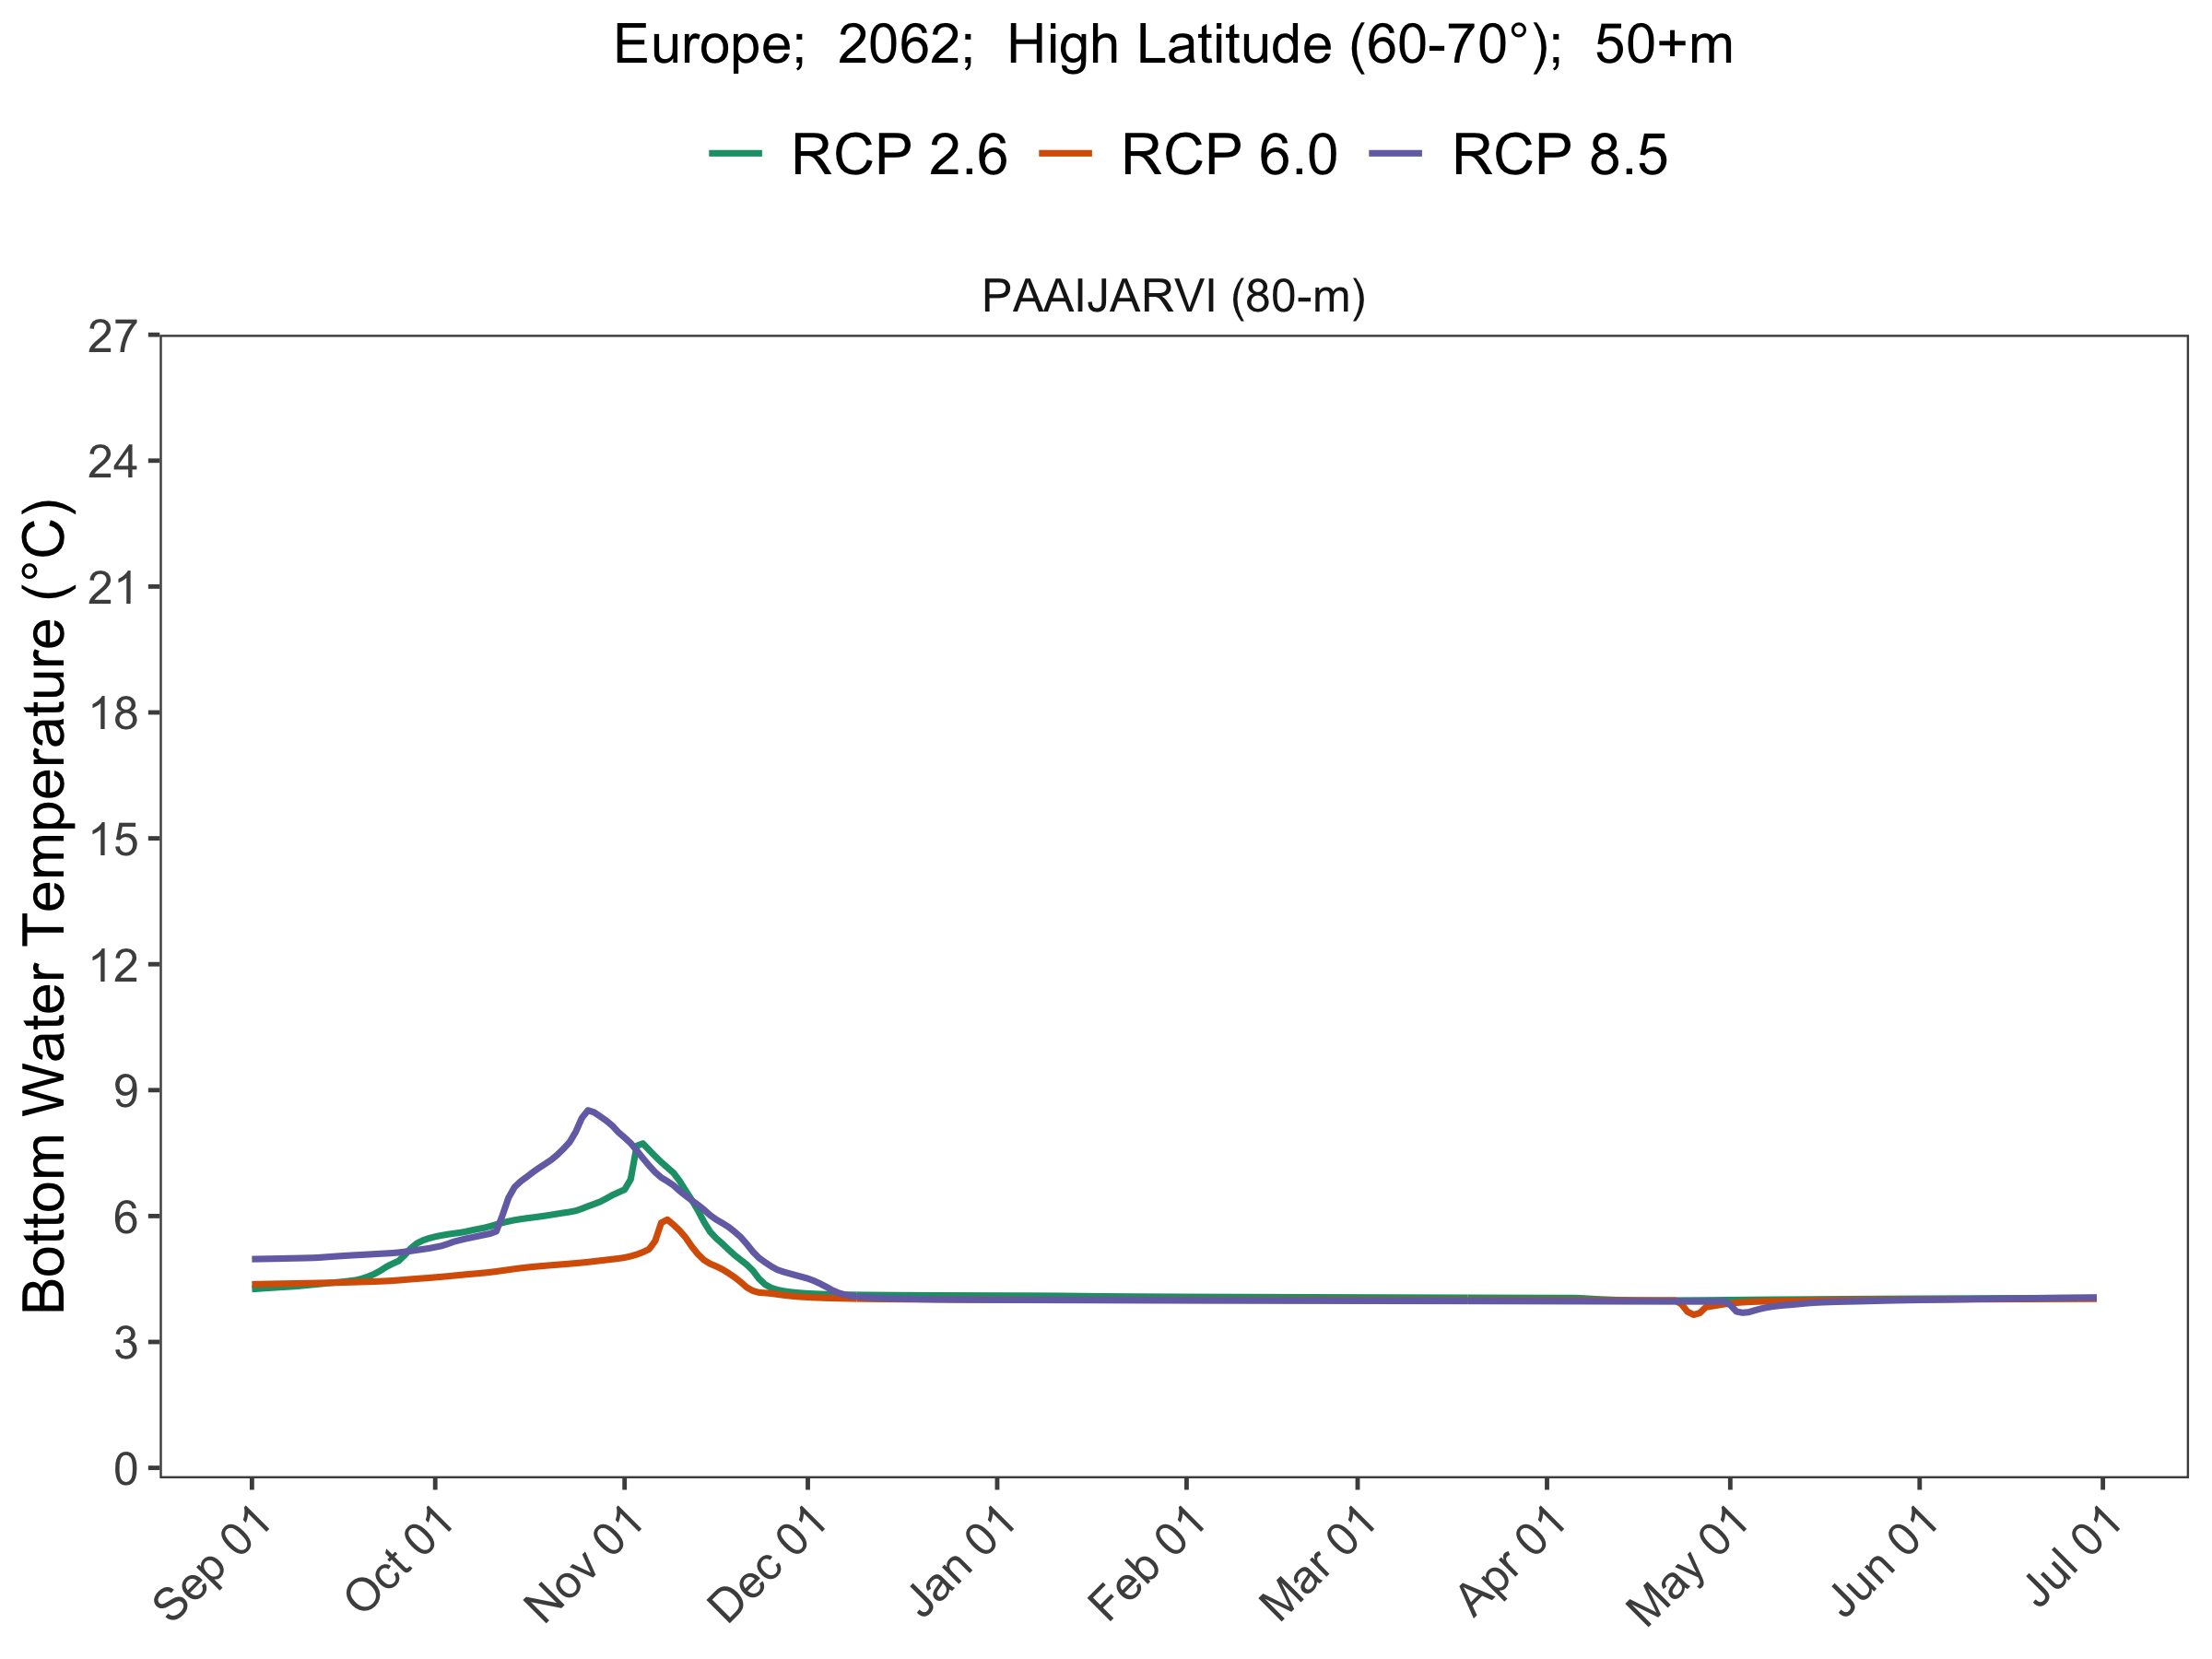 Europe;  2062;  High Latitude (60-70°);  50+m
RCP 2.6 RCP 6.0 RCP 8.5
PAAIJARVI (80-m)
Bottom Water Temperature (°C)
27
24
21
18
15
12
9
6
3
0
Sep 01 Oct 01 Nov 01 Dec 01 Jan 01 Feb 01 Mar 01 Apr 01 May 01 Jun 01 Jul 01